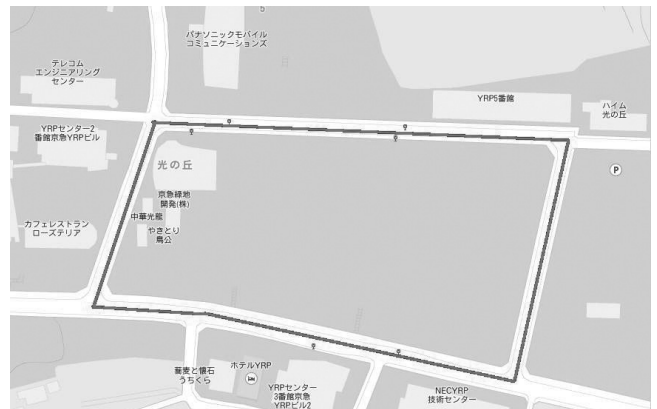 5
パナソニックモバイル
コミュニケーションズ
テレコム
エンジニアリング
センター
YRP5番館
ハイム
光の丘
YRPセンター2
番館京急YRPビル
光の丘
P
京急緑地
開発(株)
中華光龍
やきとり
鳥公
カフェレストラン
ローズテリア
蕎麦と懐石
うちくら
ホテルYRP
YRPセンター
3番館京急
YRPビル2
NECYRP
技術センター